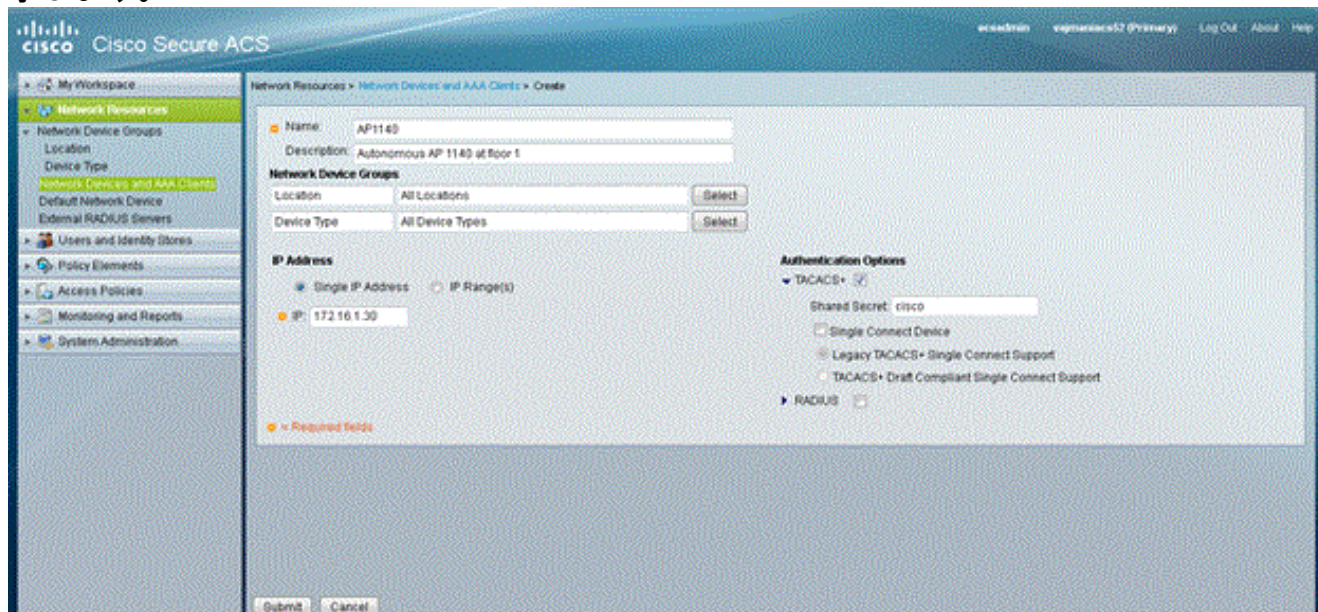 CISCO Cisco Secure ACS
acsadmin
(Primary) Log Out About Help
My Workspace
Network Resources
Network Device Groups
Location
Device Type
Network Devices and AAA Clients
Default Network Device
External RADIUS Servers
Users and Identity Stores
Policy Elements
Access Policies
Monitoring and Reports
System Administration
Network Resources > Network Devices and AAA Clients > Create
Name: AP1140
Description: Autonomous AP 1140 at floor 1
Network Device Groups
Location All Locations Select
Device Type All Device Types Select
IP Address
Single IP Address IP Range(s)
IP: 172.16.1.30
Authentication Options
TACACS+
Shared Secret: cisco
Single Connect Device
Legacy TACACS+ Single Connect Support
TACACS+ Draft Compliant Single Connect Support
RADIUS
= Required fields
Submit Cancel